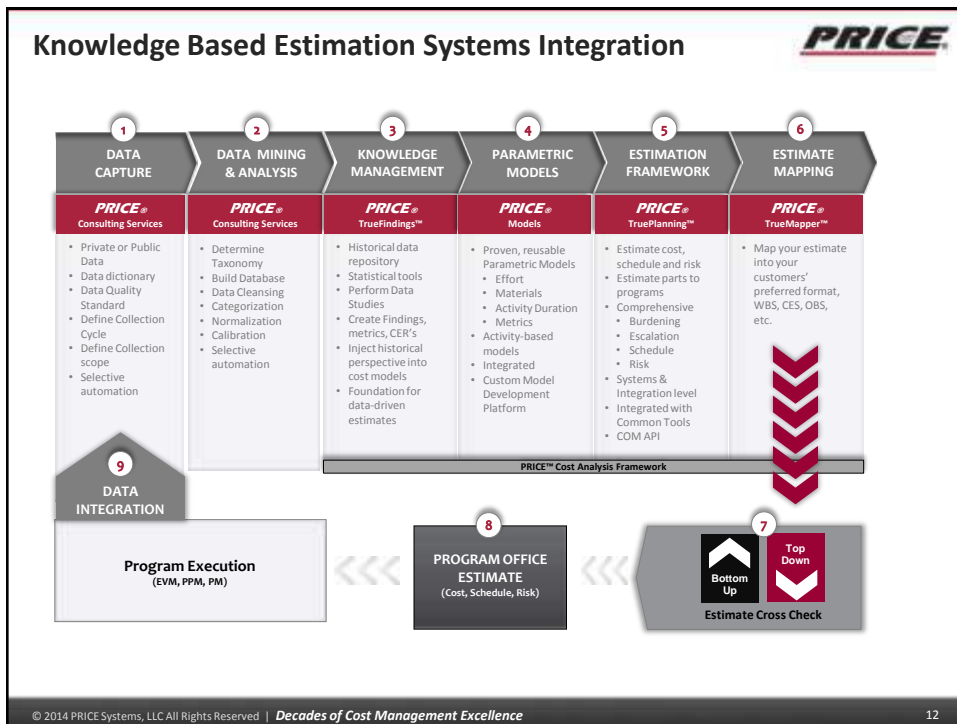 Knowledge Based Estimation Systems Integration
PRICE®
1
DATA
CAPTURE
PRICE®
Consulting Services
• Private or Public
Data
• Data dictionary
• Data Quality
Standard
• Define Collection
Cycle
• Define Collection
scope
• Selective
automation
2
DATA MINING
& ANALYSIS
PRICE®
Consulting Services
• Determine
Taxonomy
• Build Database
• Data Cleansing
• Categorization
• Normalization
• Calibration
• Selective
automation
3
KNOWLEDGE
MANAGEMENT
PRICE®
TrueFindings™
• Historical data
repository
• Statistical tools
• Perform Data
Studies
• Create Findings,
metrics, CER's
• Inject historical
perspective into
cost models
• Foundation for
data-driven
estimates
4
PARAMETRIC
MODELS
PRICE®
Models
• Proven, reusable
Parametric Models
• Effort
• Materials
• Activity Duration
• Metrics
• Activity-based
models
• Integrated
• Custom Model
Development
Platform
5
ESTIMATION
FRAMEWORK
PRICE®
TruePlanning™
• Estimate cost,
schedule and risk
• Estimate parts to
programs
• Comprehensive
• Burdening
• Escalation
• Schedule
• Risk
• Systems &
Integration level
• Integrated with
Common Tools
• COM API
6
ESTIMATE
MAPPING
PRICE®
TrueMapper™
• Map your estimate
into your
customers'
preferred format,
WBS, CES, OBS,
etc.
PRICE™ Cost Analysis Framework
7
Bottom
Up
Top
Down
Estimate Cross Check
8
PROGRAM OFFICE
ESTIMATE
(Cost, Schedule, Risk)
9
DATA
INTEGRATION
Program Execution
(EVM, PPM, PM)
© 2014 PRICE Systems, LLC All Rights Reserved | Decades of Cost Management Excellence
12